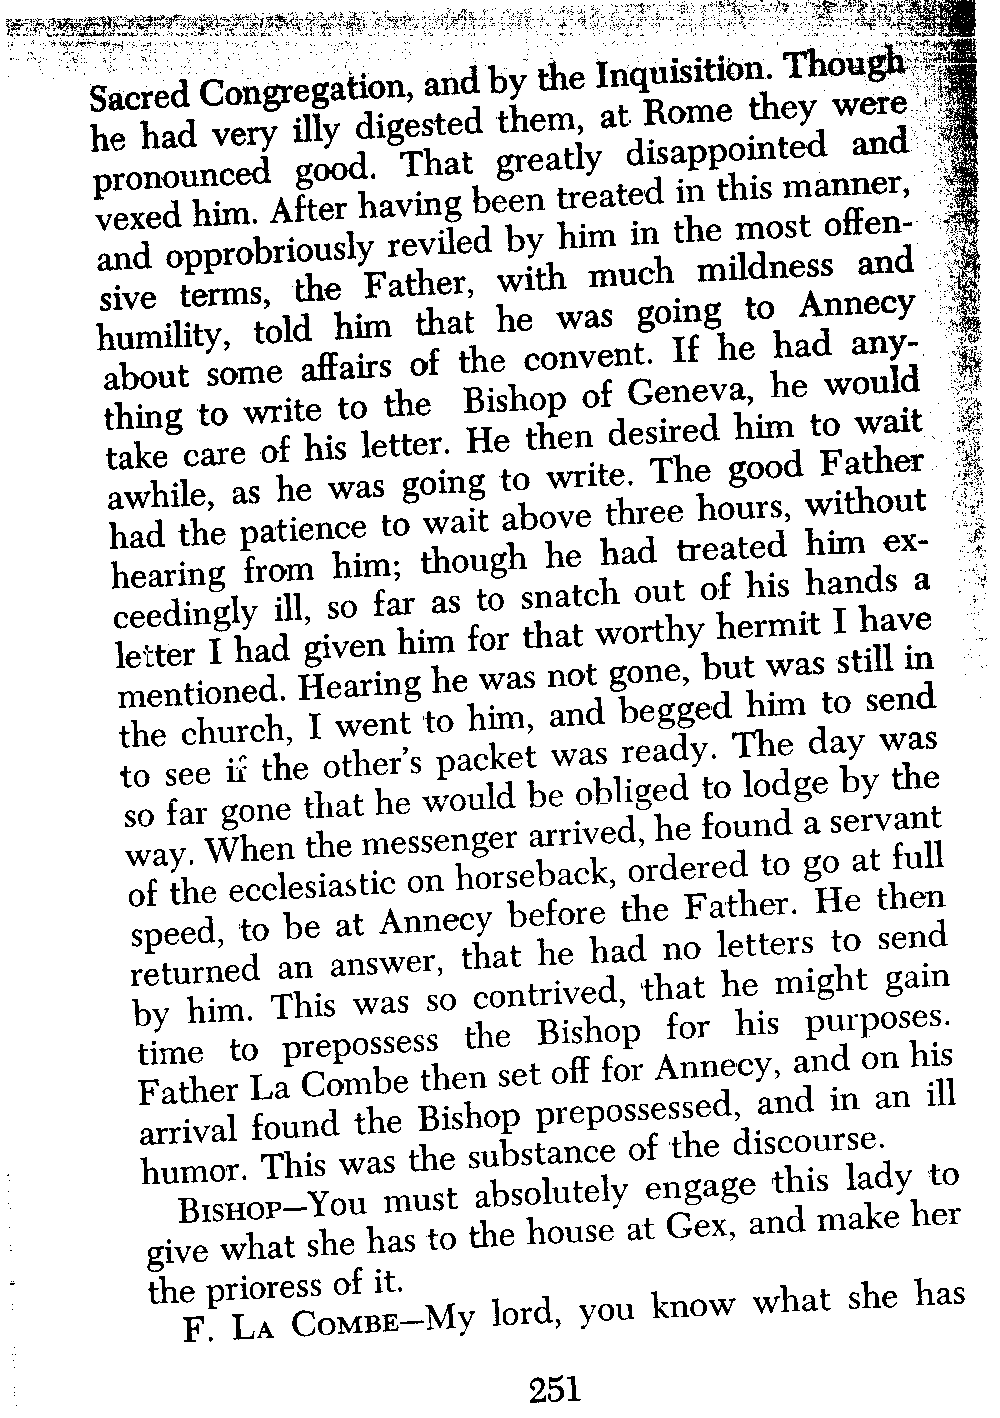 Sacred Congregation, and by the Inquisition. Though
he had very illy digested them, at Rome they were
pronounced good. That greatly disappointed and
vexed him. After having been treated in this manner,
and opprobriously reviled by him in the most offen-
sive terms, the Father, with much mildness and
humility, told him that he was going to Annecy
about some affairs of the convent. If he had any-
thing to write to the Bishop of Geneva, he would
take care of his letter. He then desired him to wait
awhile, as he was going to write. The good Father
had the patience to wait above three hours, without
hearing from him; though he had treated him ex-
ceedingly ill, so far as to snatch out of his hands a
letter I had given him for that worthy hermit I have
mentioned. Hearing he was not gone, but was still in
the church, I went to him, and begged him to send
to see if the other's packet was ready. The day was
so far gone that he would be obliged to lodge by the
way. When the messenger arrived, he found a servant
of the ecclesiastic on horseback, ordered to go at full
speed, to be at Annecy before the Father. He then
returned an answer, that he had no letters to send
by him. This was so contrived, that he might gain
time to prepossess the Bishop for his purposes.
Father La Combe then set off for Annecy, and on his
arrival found the Bishop prepossessed, and in an ill
humor. This was the substance of the discourse.
BISHOP—You must absolutely engage this lady to
give what she has to the house at Gex, and make her
the prioress of it.
F. LA COMBE—My lord, you know what she has
251